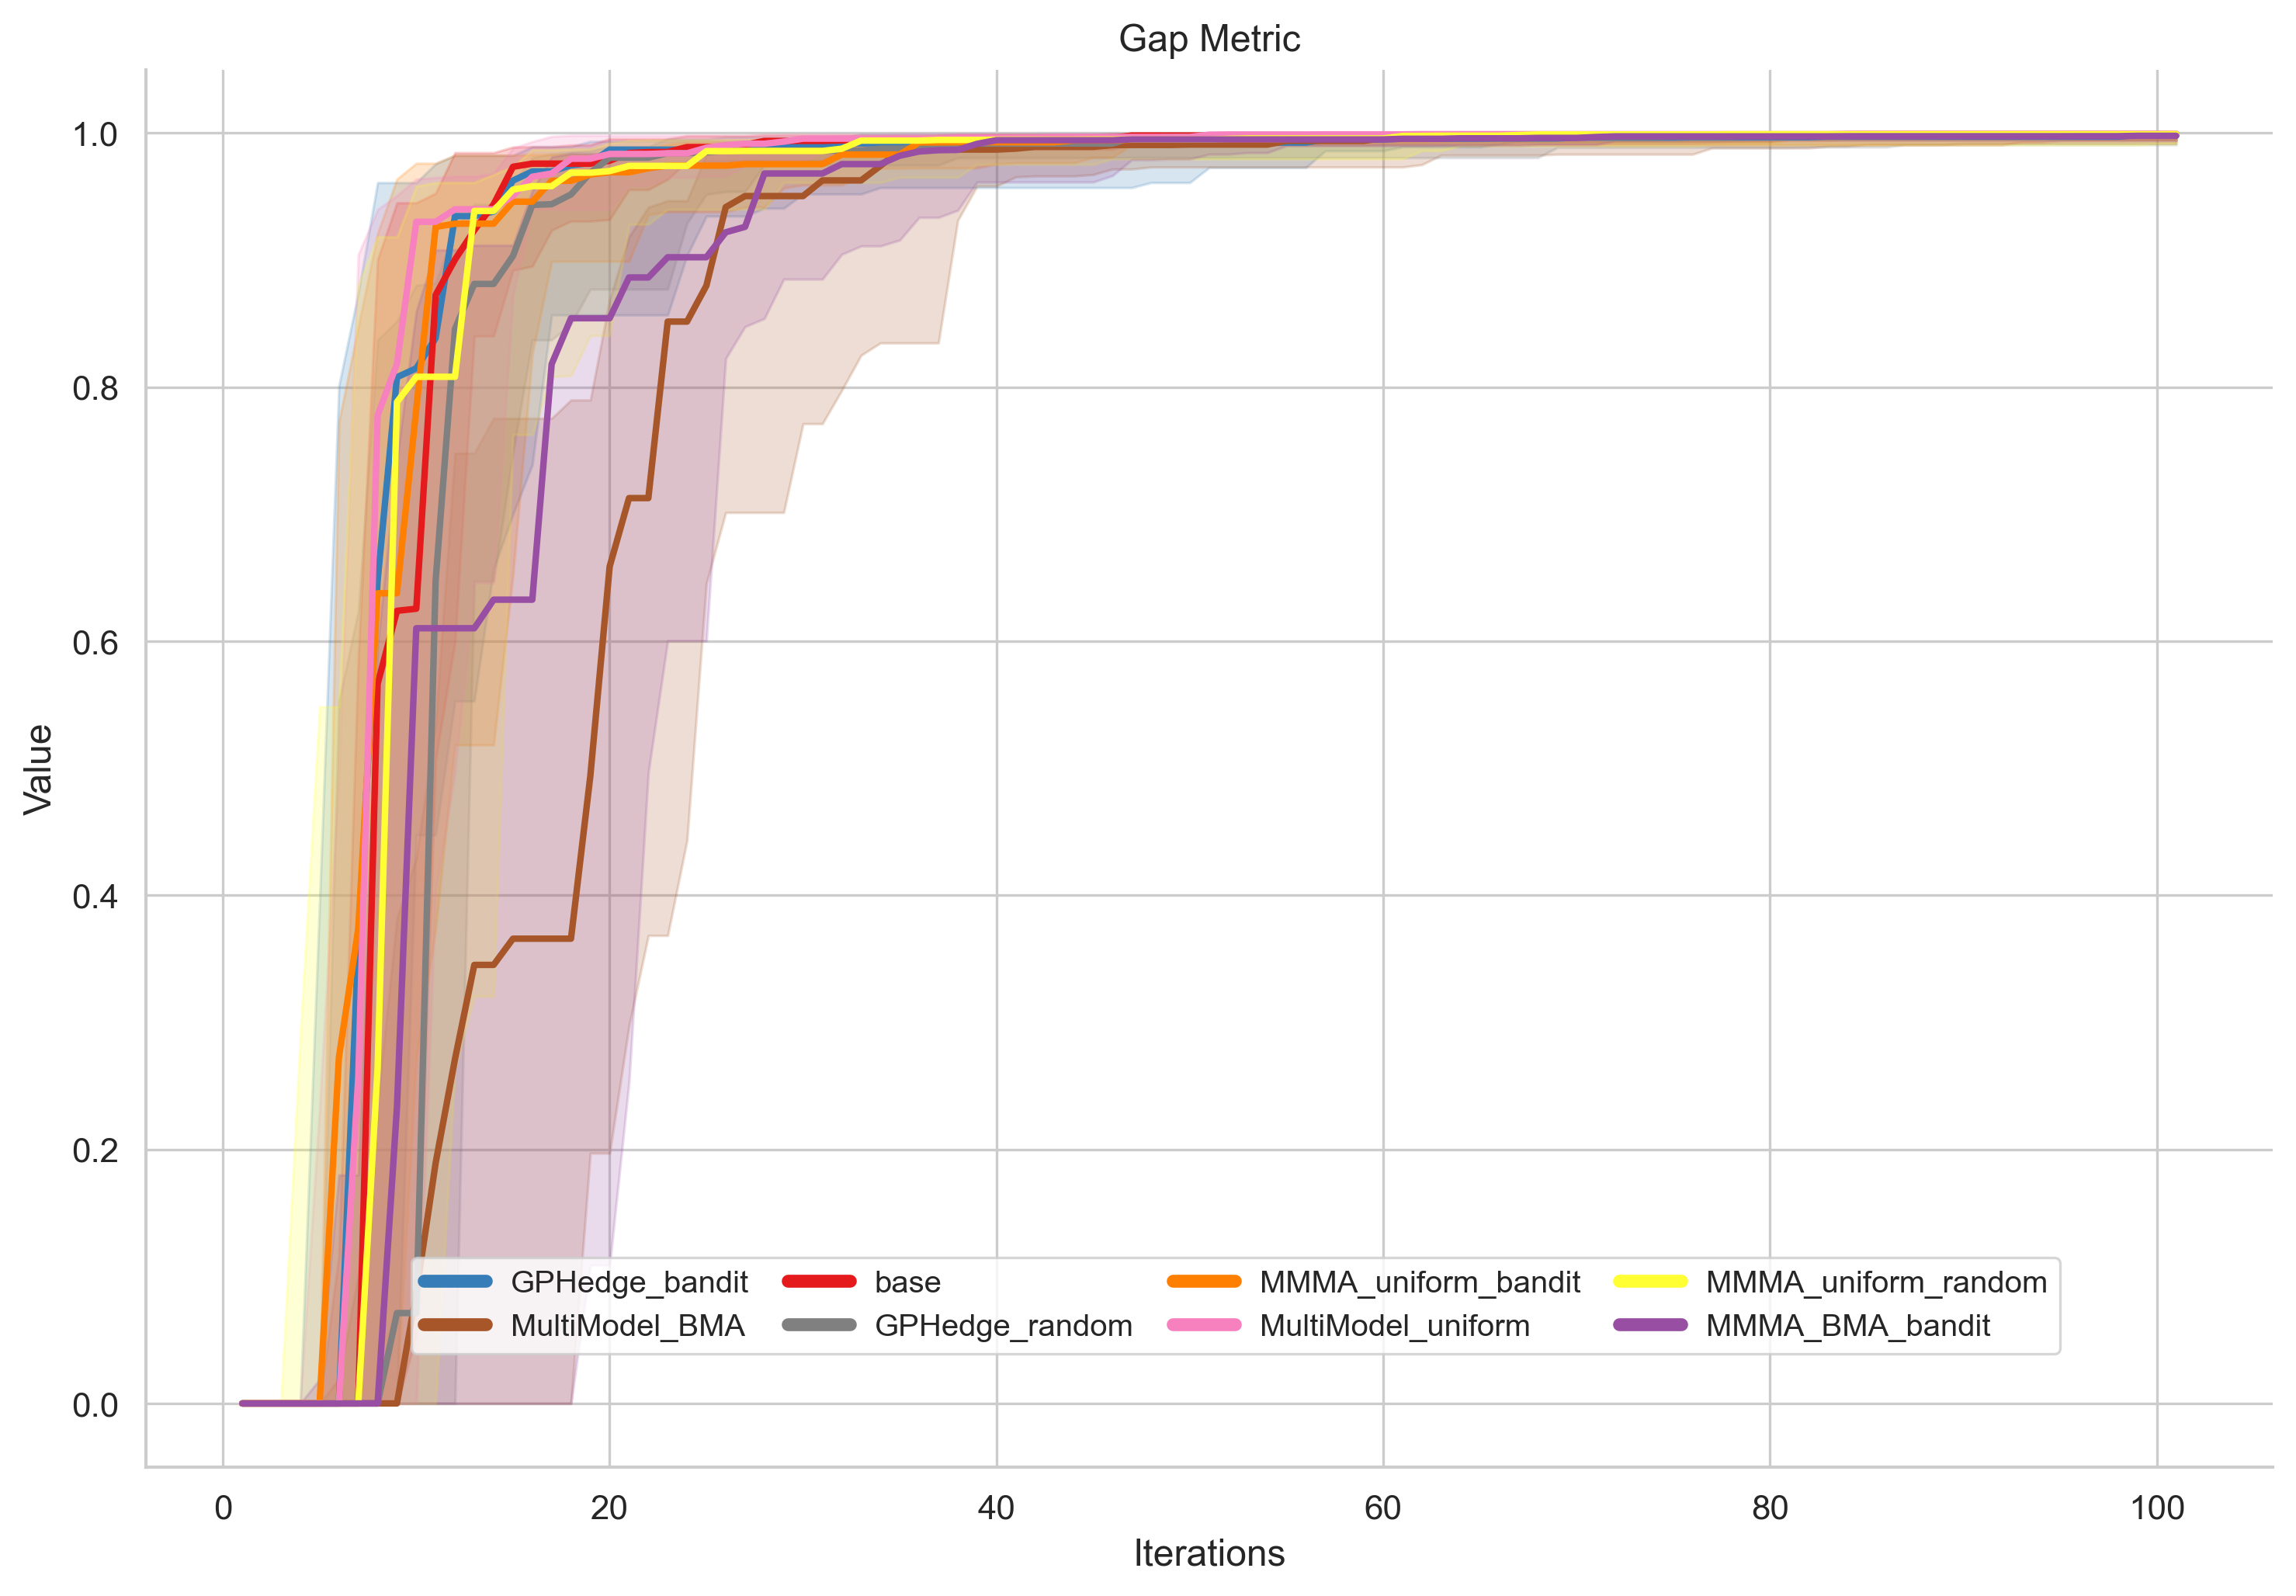 Gap Metric
1.0
0.8
0.6
0.4
0.2
0.0
Value
GPHedge_bandit base MMMA_uniform_bandit MMMA_uniform_random
MultiModel_BMA GPHedge_random MultiModel_uniform MMMA_BMA_bandit
0 20 40 60 80 100
Iterations